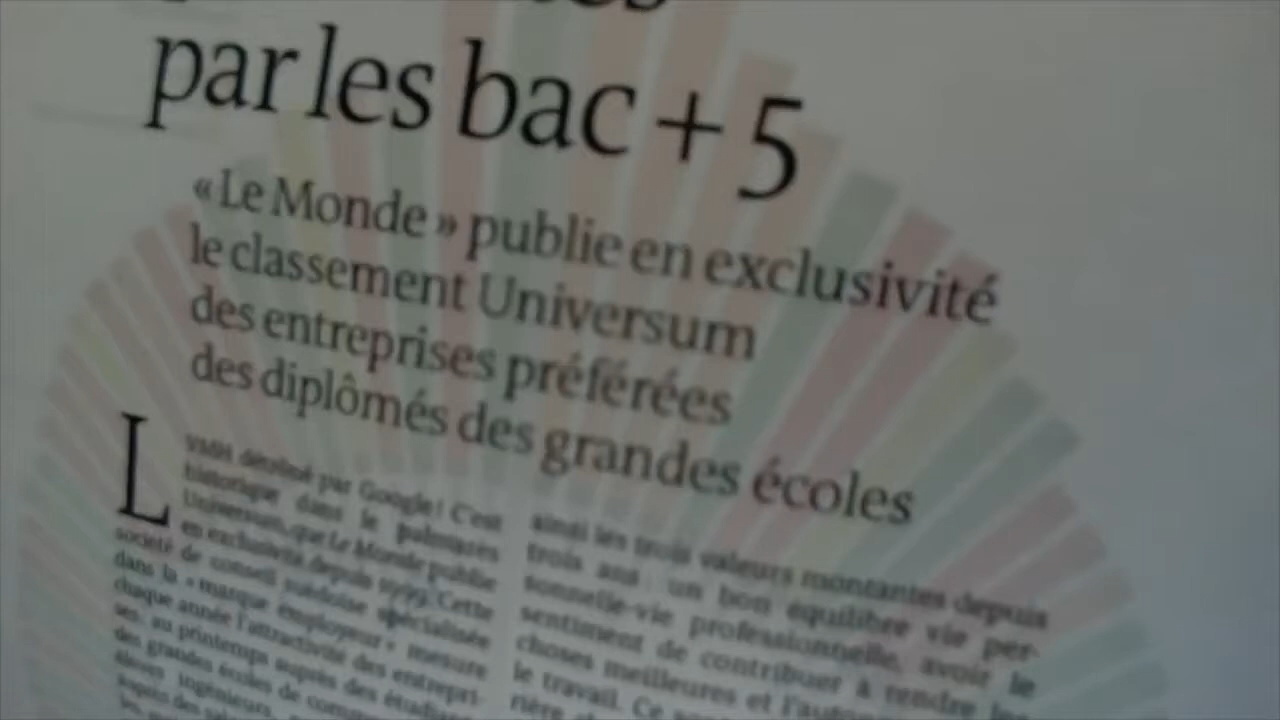 par les bac + 5
« Le Monde » publie en exclusivité
le classement Universum
des entreprises préférées
des diplômés des grandes écoles
LVMH détrôné par Google! C'est
historique dans le palmarès
Universum, que Le Monde publie
en exclusivité depuis 1999. Cette
société de conseil suédoise spécialisée
dans la « marque employeur » mesure
chaque année l'attractivité des entrepri-
ses, au printemps auprès des étudiants
des grandes écoles de
élèves ingénieurs,
ainsi les trois valeurs montantes depuis
trois ans : un bon équilibre vie per-
sonnelle-vie professionnelle, avoir le
sentiment de contribuer à rendre les
choses meilleures et
le travail. Ce